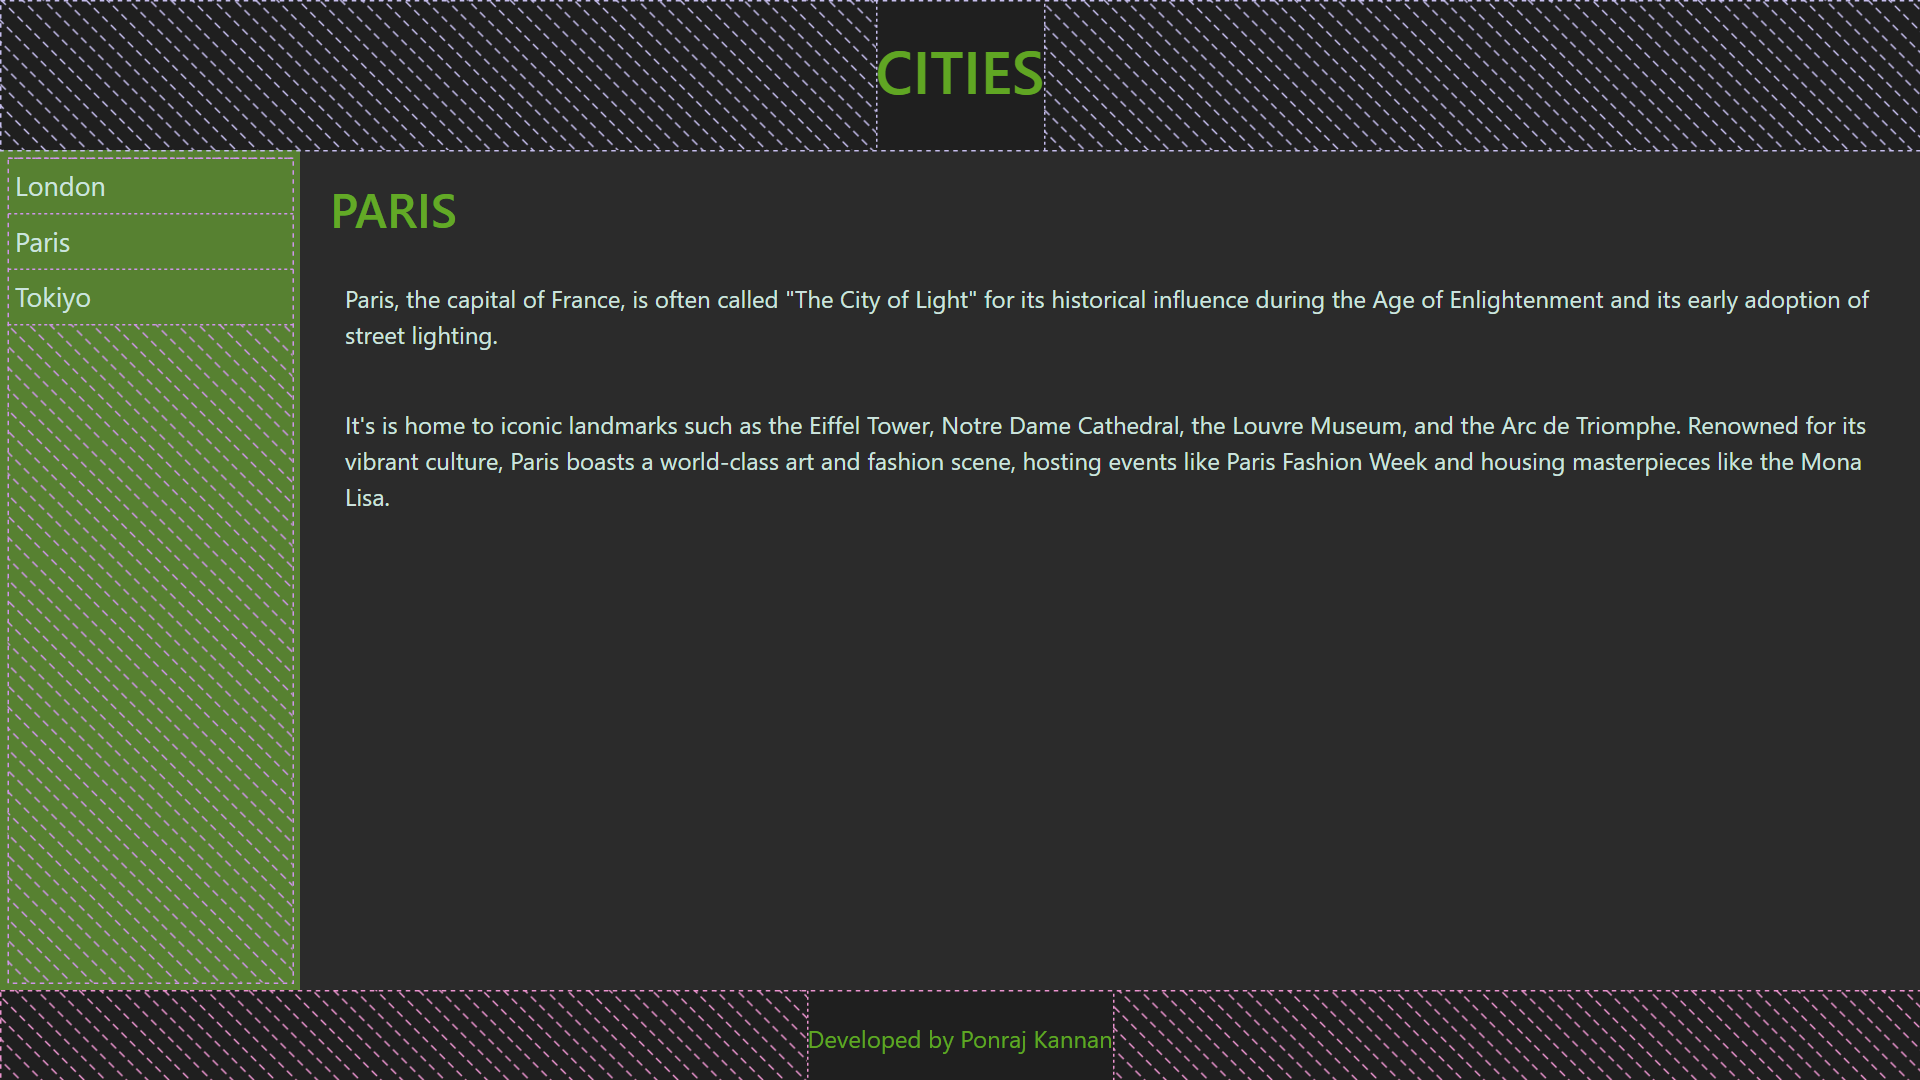 CITIES
London
Paris
Tokiyo
PARIS
Paris, the capital of France, is often called "The City of Light" for its historical influence during the Age of Enlightenment and its early adoption of
street lighting.
It's is home to iconic landmarks such as the Eiffel Tower, Notre Dame Cathedral, the Louvre Museum, and the Arc de Triomphe. Renowned for its
vibrant culture, Paris boasts a world-class art and fashion scene, hosting events like Paris Fashion Week and housing masterpieces like the Mona
Lisa.
Developed by Ponraj Kannan